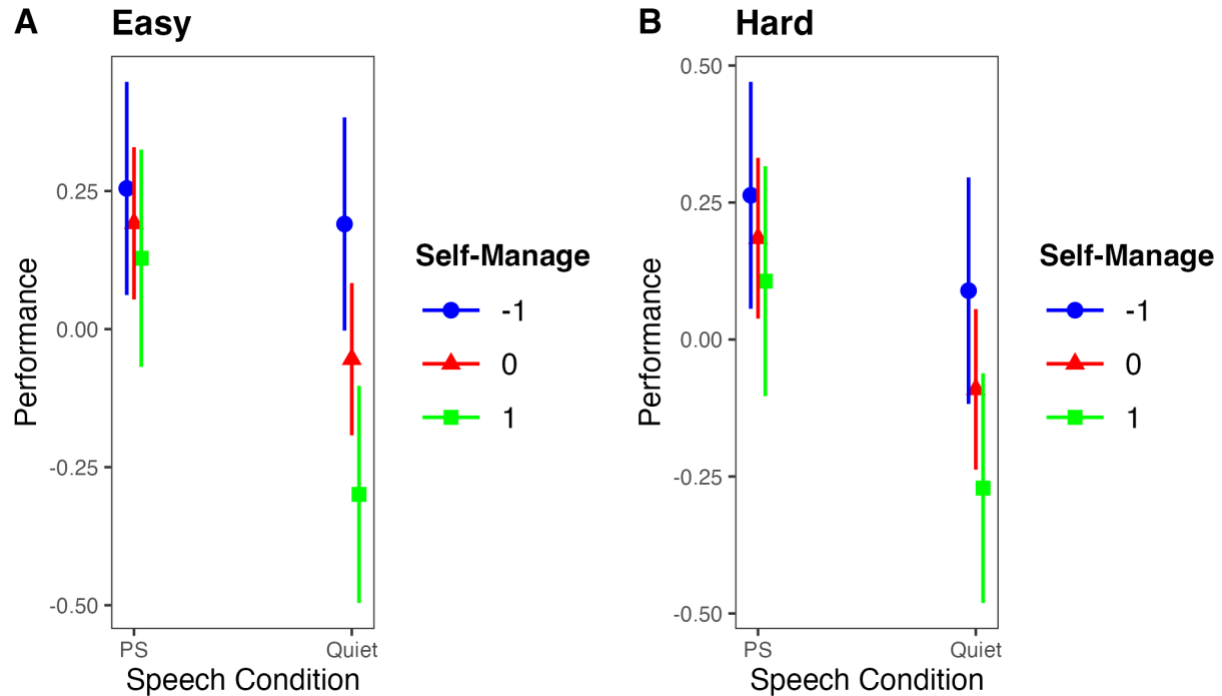 A Easy
0.25
0.00
-0.25
-0.50
Performance
PS Quiet
Speech Condition
Self-Manage
-1
0
1
B Hard
0.50
0.25
0.00
-0.25
-0.50
Performance
PS Quiet
Speech Condition
Self-Manage
-1
0
1